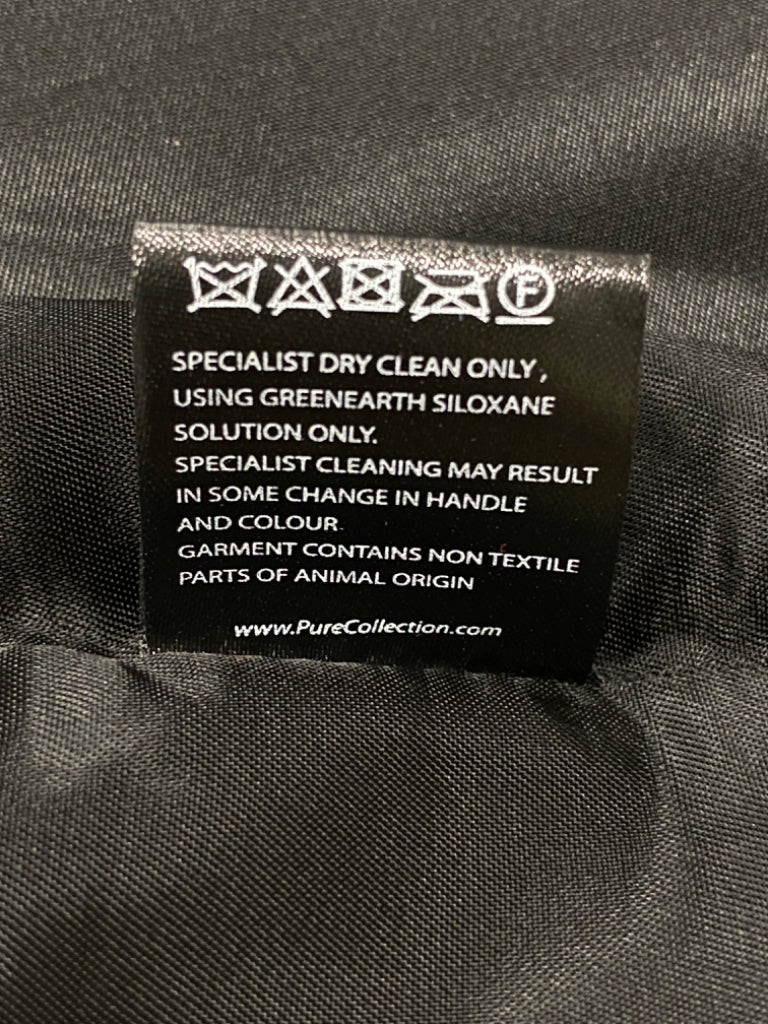 F
SPECIALIST DRY CLEAN ONLY,
USING GREENEARTH SILOXANE
SOLUTION ONLY.
SPECIALIST CLEANING MAY RESULT
IN SOME CHANGE IN HANDLE
AND COLOUR.
GARMENT CONTAINS NON TEXTILE
PARTS OF ANIMAL ORIGIN
www.PureCollection.com